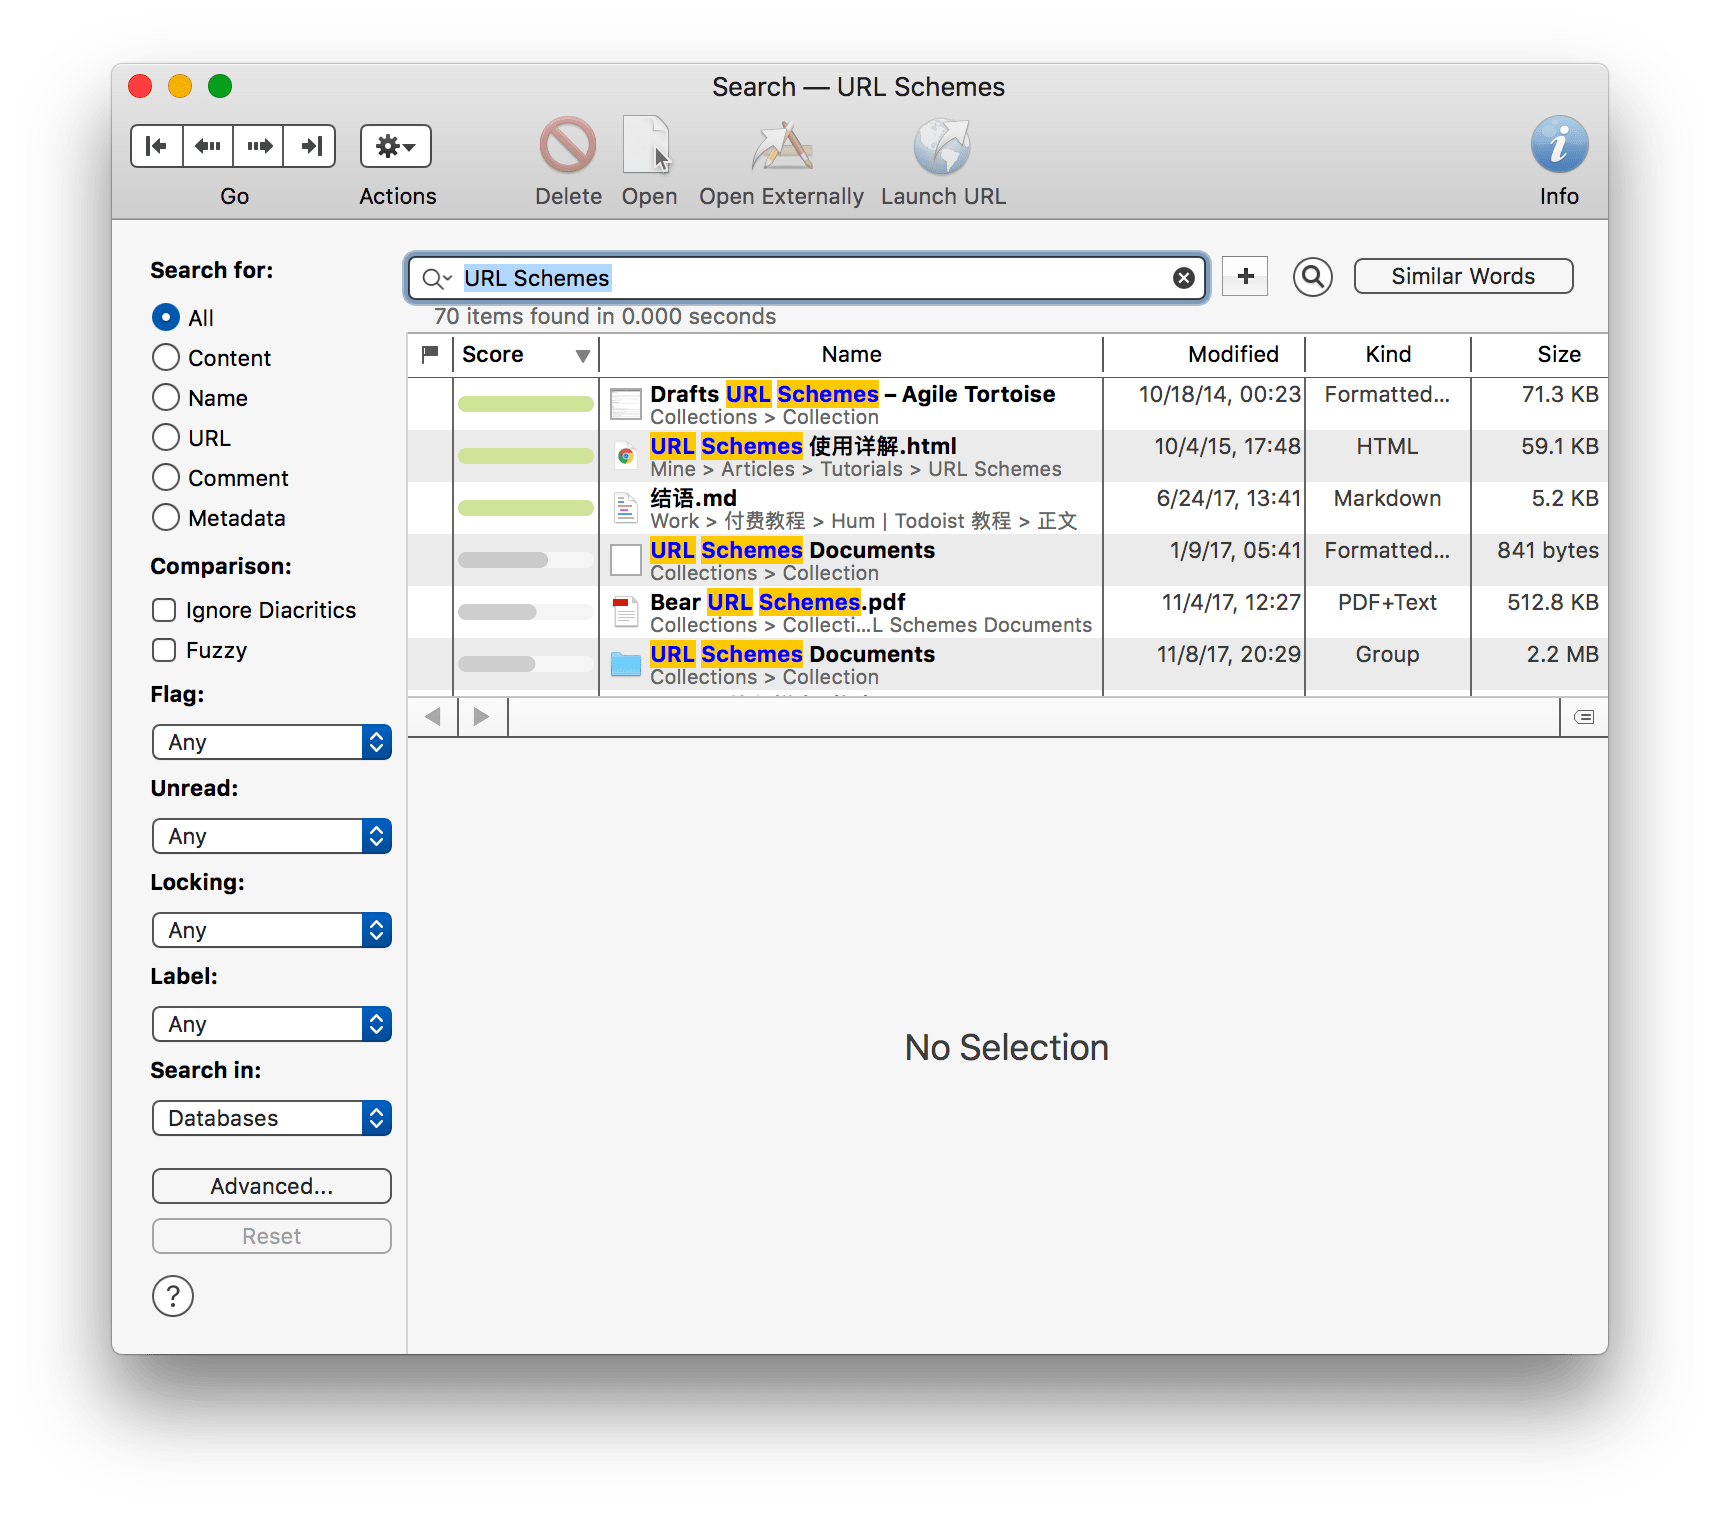 Search — URL Schemes
Go
Actions
Delete
Open
Open Externally
Launch URL
Info
Search for:
All
Content
Name
URL
Comment
Metadata
Comparison:
Ignore Diacritics
Fuzzy
Flag:
Any
Unread:
Any
Locking:
Any
Label:
Any
Search in:
Databases
Advanced...
Reset
?
URL Schemes
Similar Words
70 items found in 0.000 seconds
Score Name Modified Kind Size
Drafts URL Schemes – Agile Tortoise 10/18/14, 00:23 Formatted... 71.3 KB
Collections > Collection
URL Schemes 使用详解.html 10/4/15, 17:48 HTML 59.1 KB
Mine > Articles > Tutorials > URL Schemes
结语.md 6/24/17, 13:41 Markdown 5.2 KB
Work > 付费教程 > Hum | Todoist 教程 > 正文
URL Schemes Documents 1/9/17, 05:41 Formatted... 841 bytes
Collections > Collection
Bear URL Schemes.pdf 11/4/17, 12:27 PDF+Text 512.8 KB
Collections > Collecti...L Schemes Documents
URL Schemes Documents 11/8/17, 20:29 Group 2.2 MB
Collections > Collection
No Selection